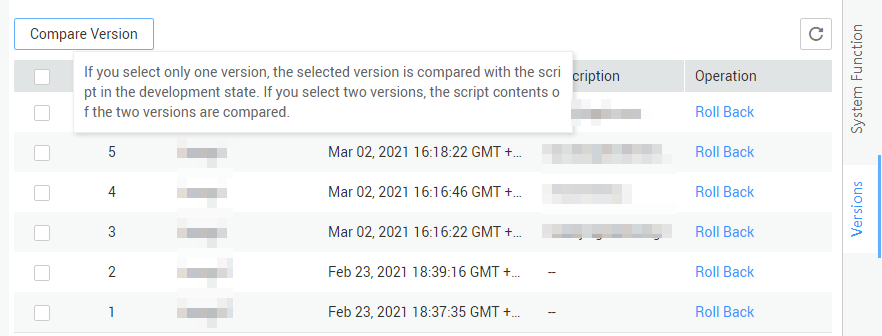 Compare Version
If you select only one version, the selected version is compared with the scri
pt in the development state. If you select two versions, the script contents o
f the two versions are compared.
cription Operation
Roll Back
5 Mar 02, 2021 16:18:22 GMT +... Roll Back
4 Mar 02, 2021 16:16:46 GMT +... Roll Back
3 Mar 02, 2021 16:16:22 GMT +... Roll Back
2 Feb 23, 2021 18:39:16 GMT +... -- Roll Back
1 Feb 23, 2021 18:37:35 GMT +... -- Roll Back
System Function
Versions